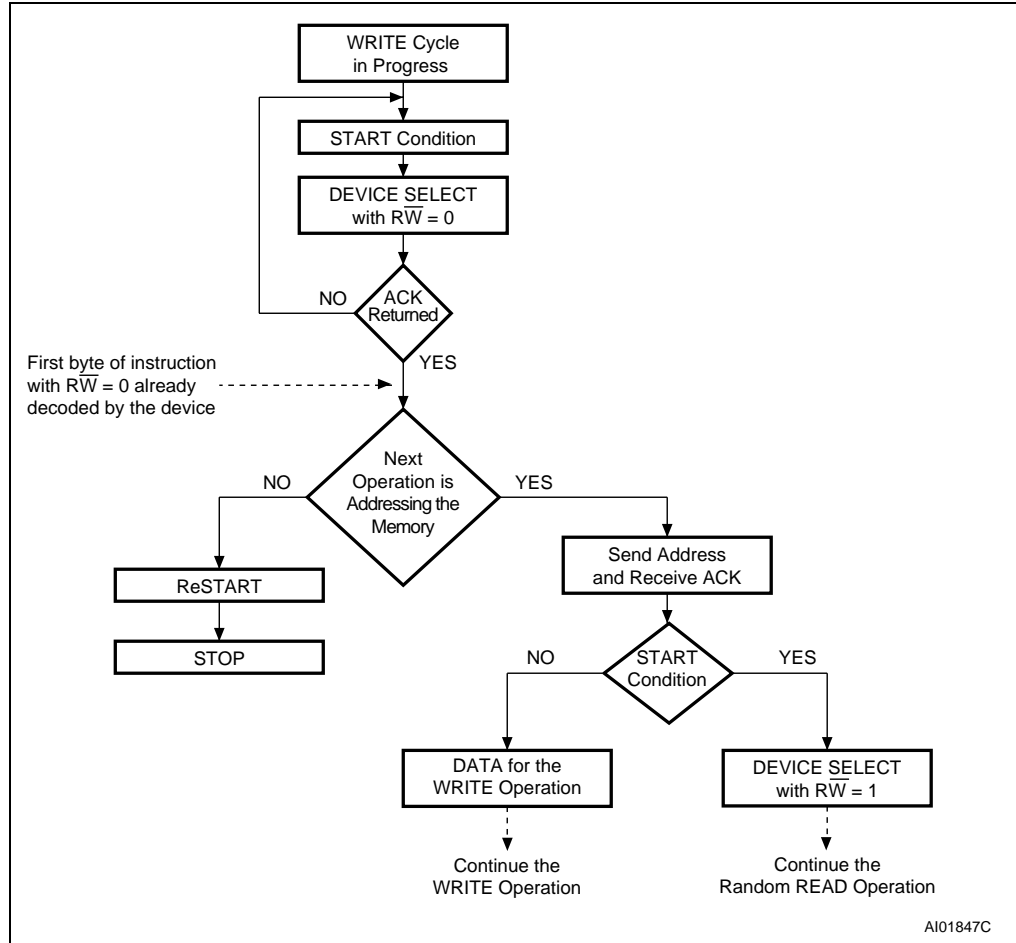 WRITE Cycle
in Progress
START Condition
DEVICE SELECT
with RW̅ = 0
NO
ACK
Returned
YES
First byte of instruction
with RW̅ = 0 already
decoded by the device
NO
Next
Operation is
Addressing the
Memory
YES
ReSTART
STOP
Send Address
and Receive ACK
NO
START
Condition
YES
DATA for the
WRITE Operation
DEVICE SELECT
with RW̅ = 1
Continue the
WRITE Operation
Continue the
Random READ Operation
AI01847C